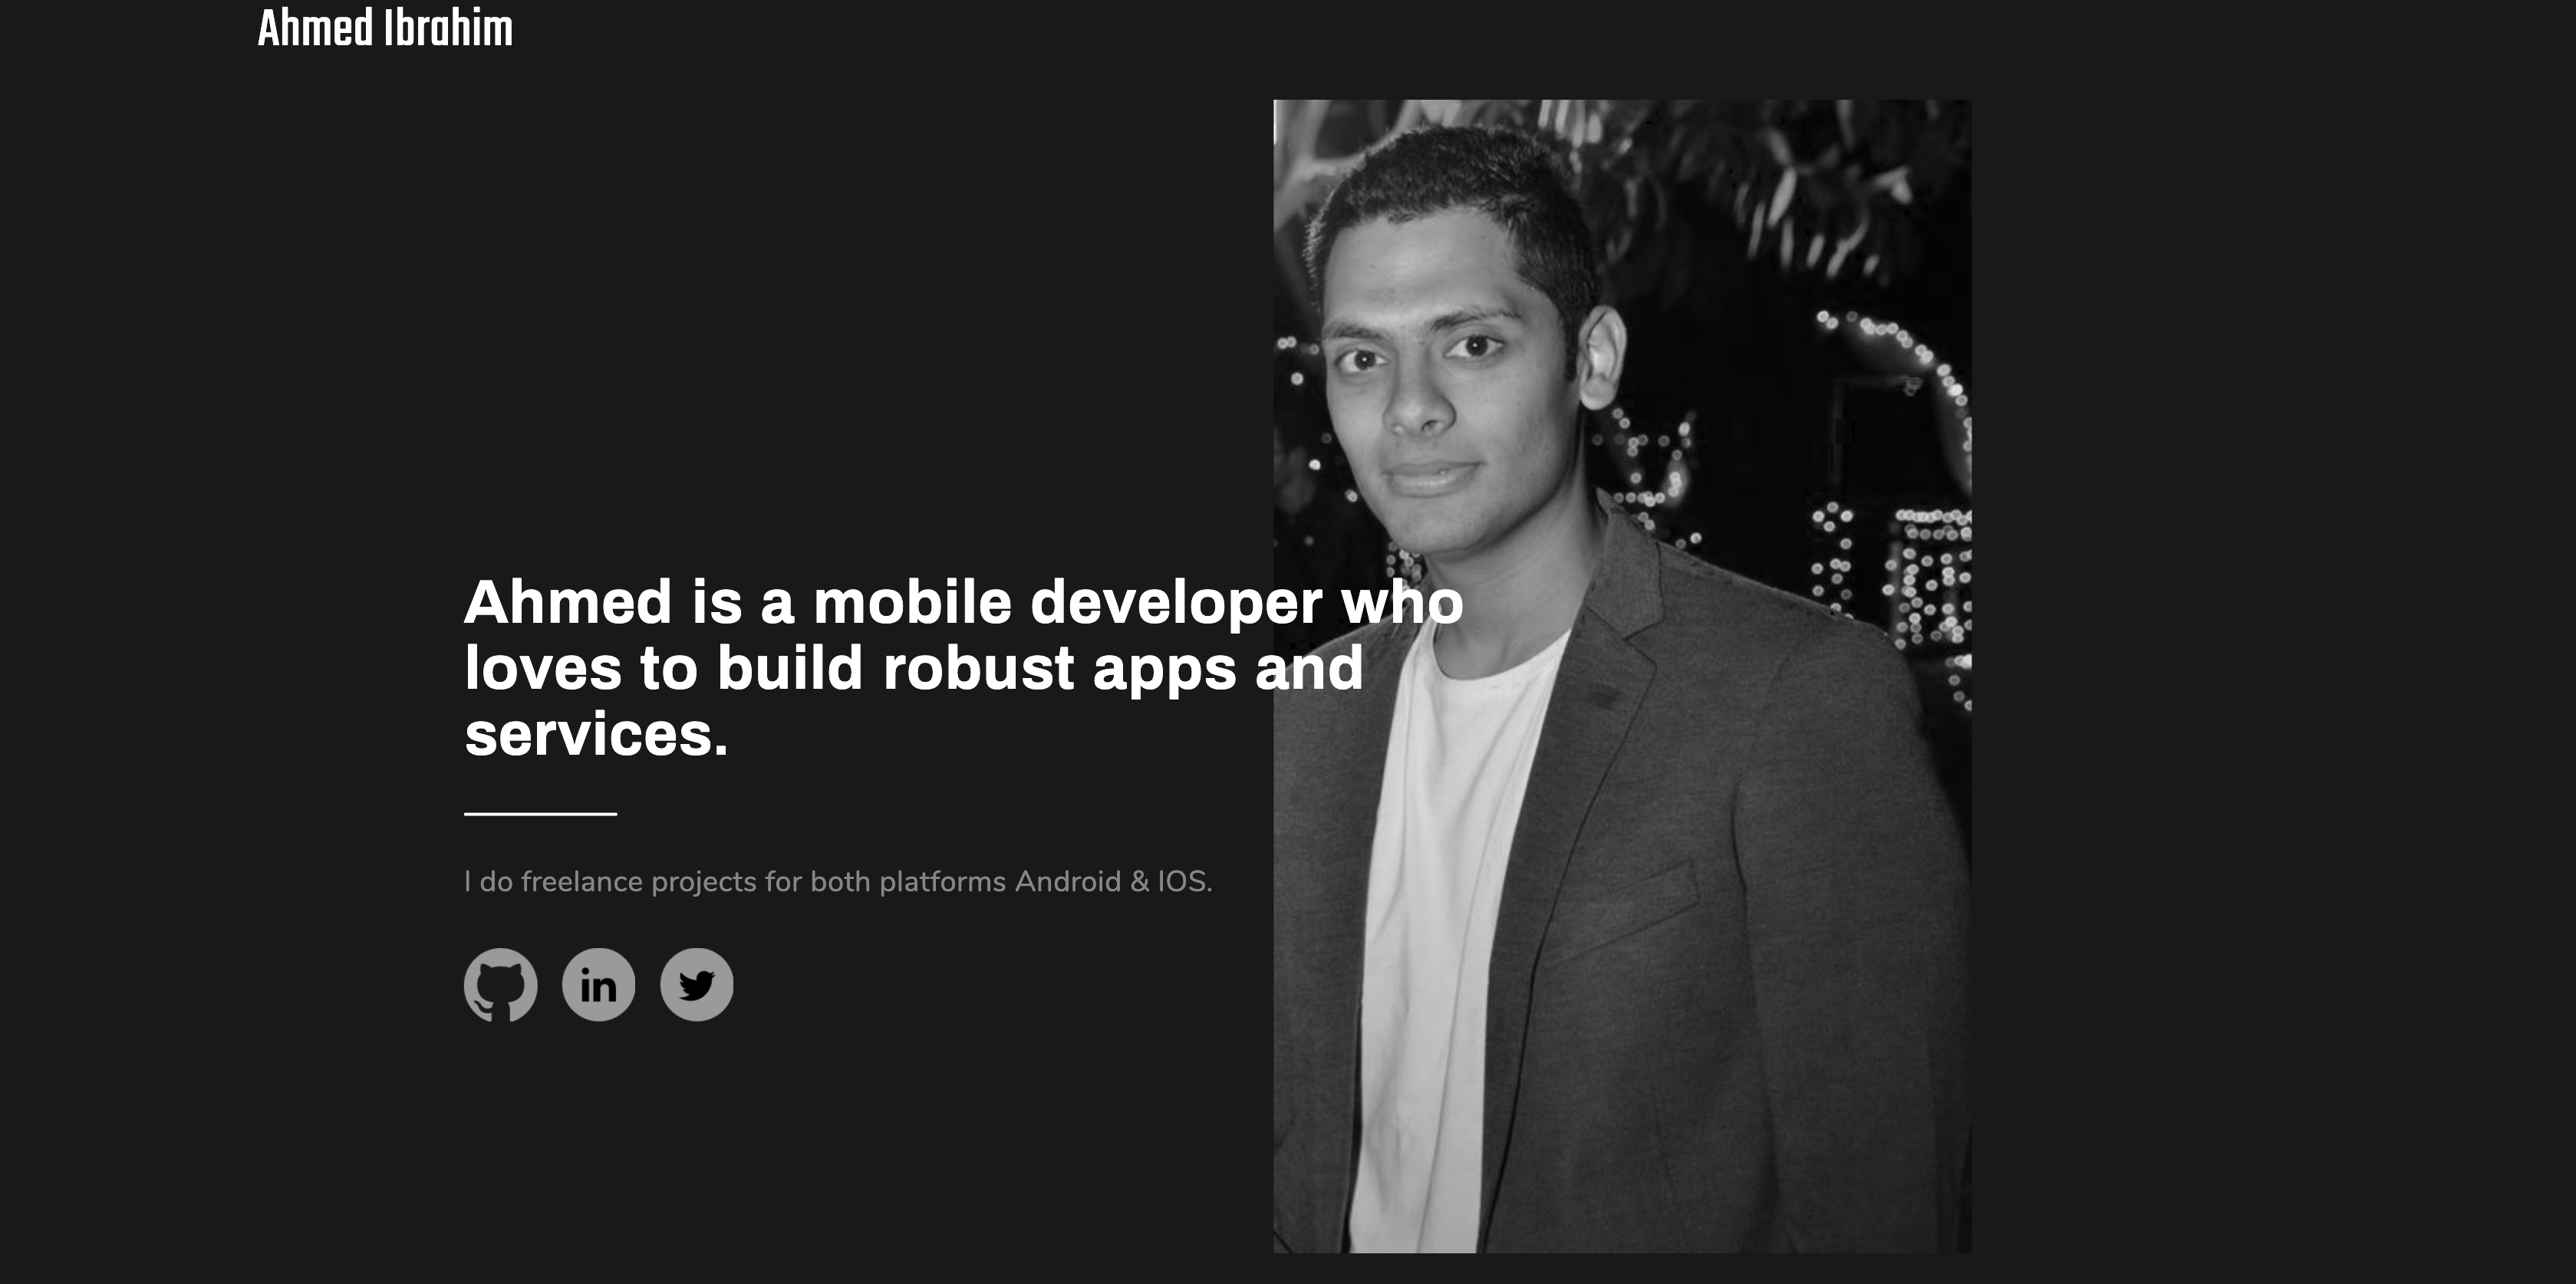 Ahmed Ibrahim
Ahmed is a mobile developer who
loves to build robust apps and
services.
I do freelance projects for both platforms Android & IOS.
in